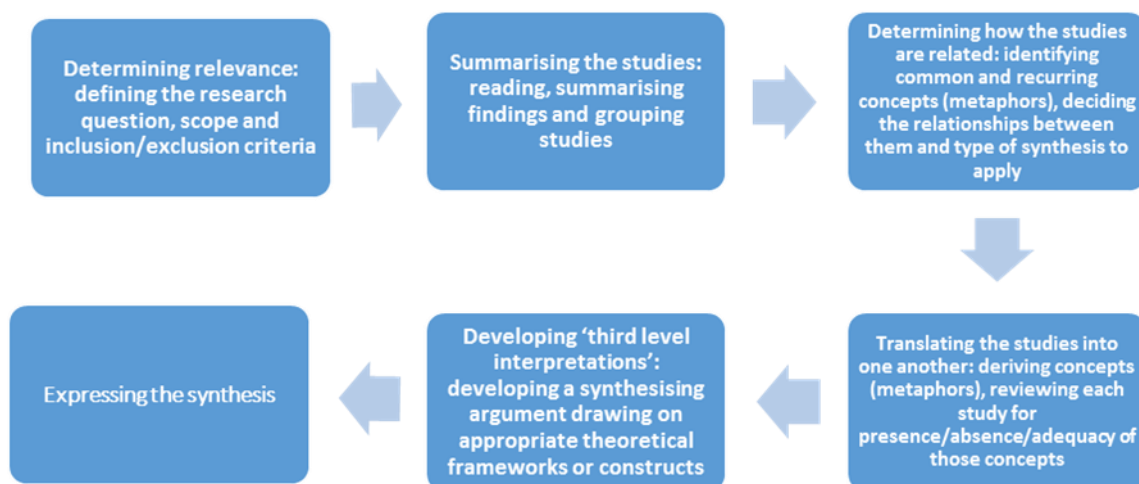 Determining relevance:
defining the research
question, scope and
inclusion/exclusion criteria
Summarising the studies:
reading, summarising
findings and grouping
studies
Determining how the studies
are related: identifying
common and recurring
concepts (metaphors), deciding
the relationships between
them and type of synthesis to
apply
Translating the studies into
one another: deriving concepts
(metaphors), reviewing each
study for
presence/absence/adequacy of
those concepts
Developing ‘third level
interpretations’:
developing a synthesising
argument drawing on
appropriate theoretical
frameworks or constructs
Expressing the synthesis